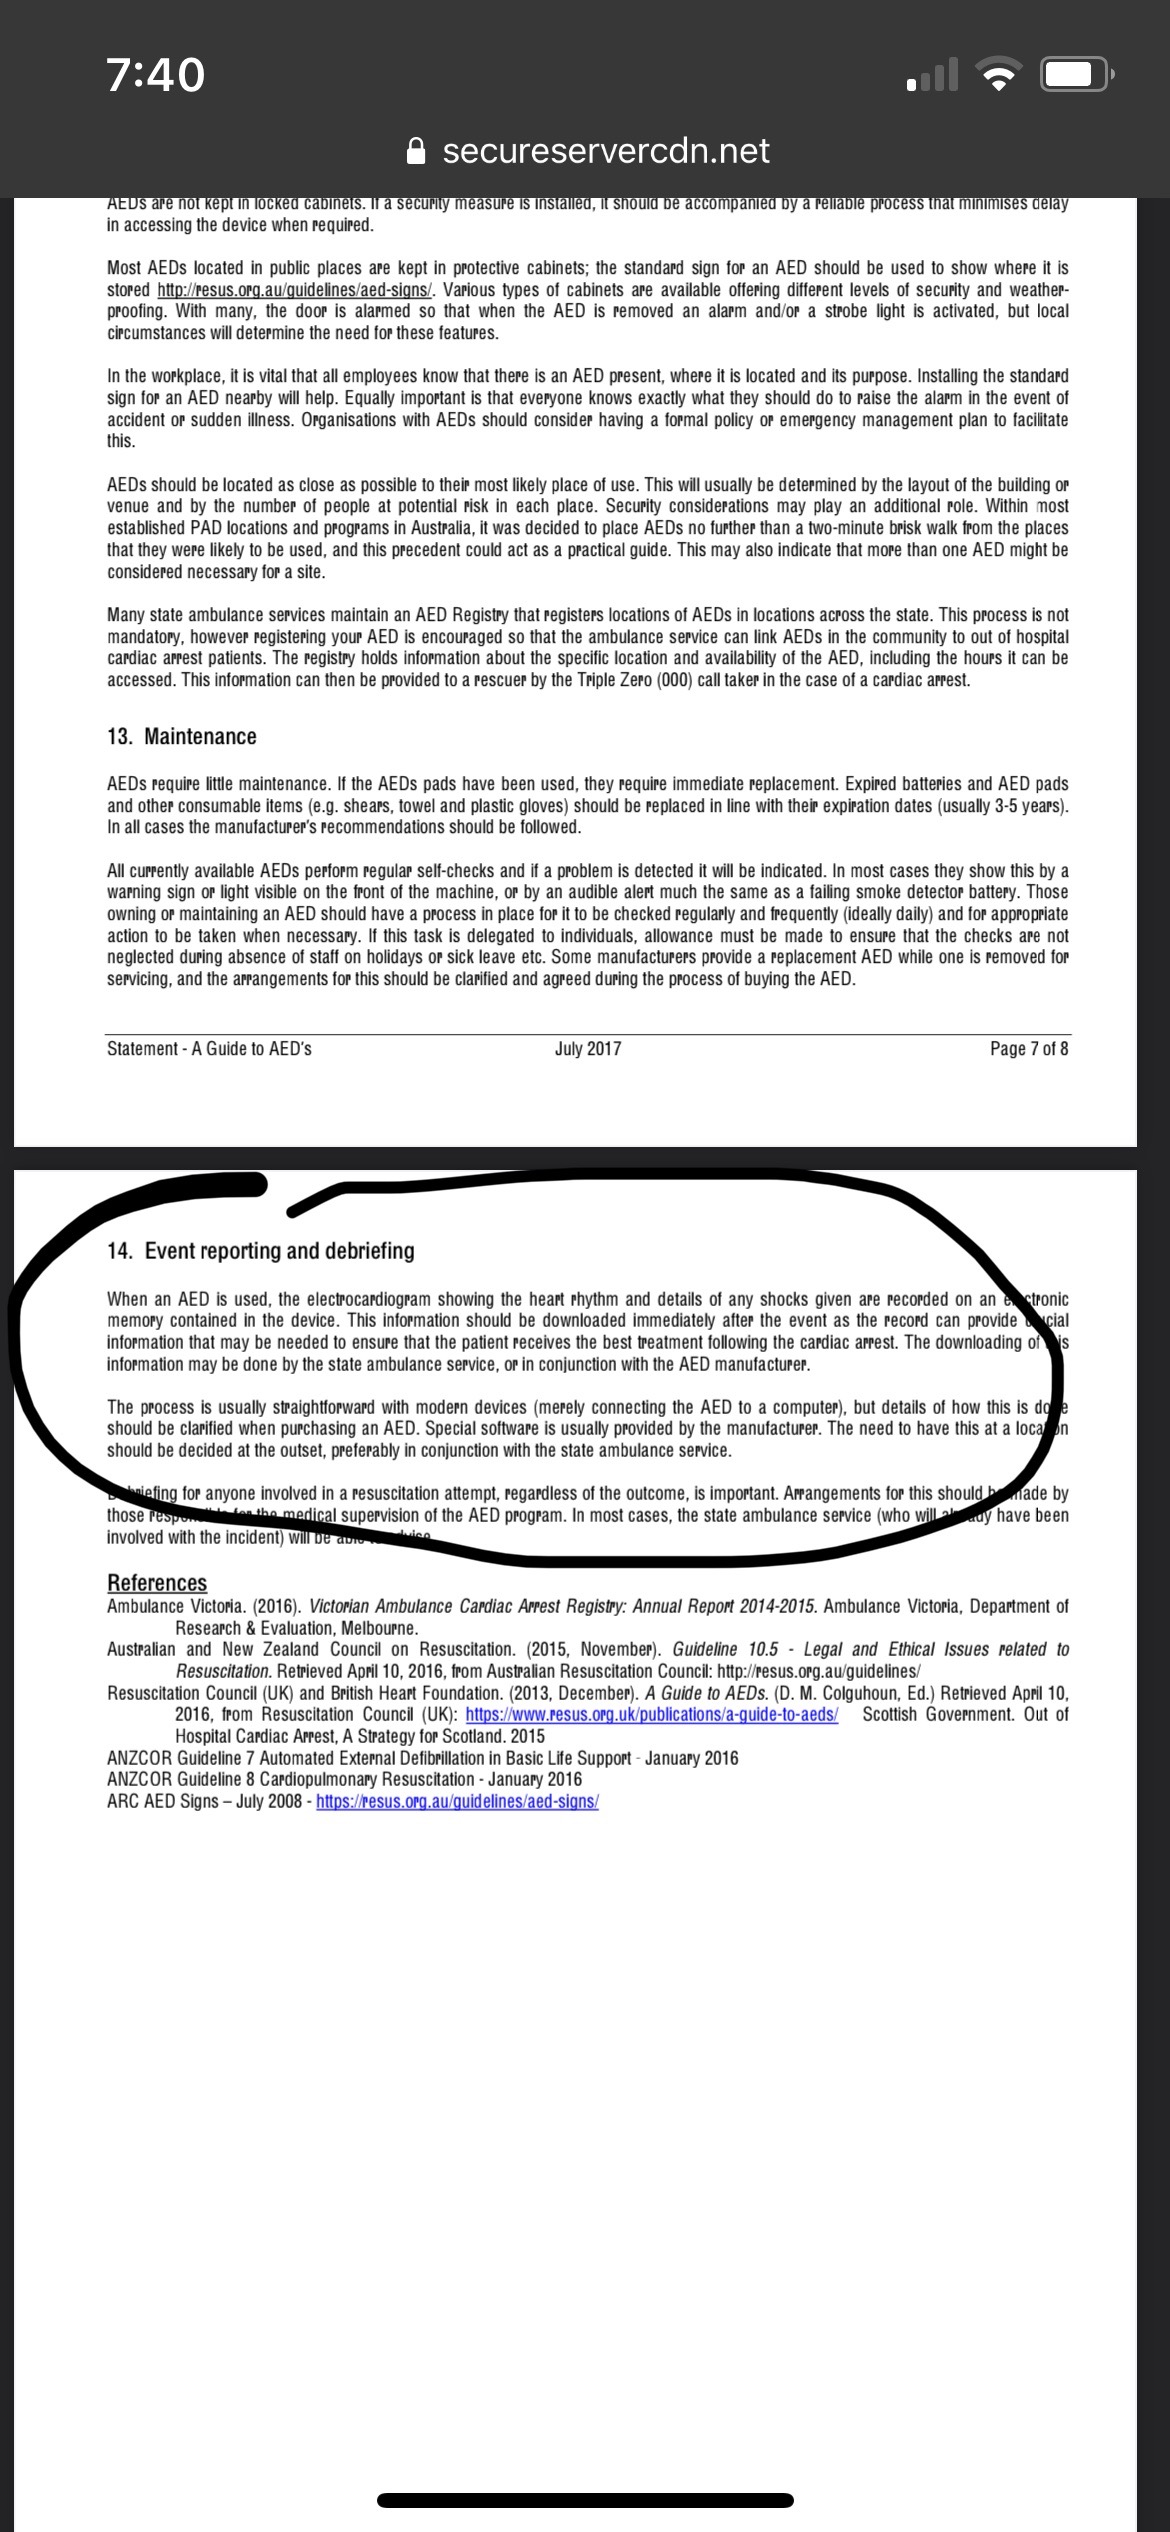 7:40
secureservercdn.net
AEDs are not kept in locked cabinets. If a security measure is installed, it should be accompanied by a reliable process that minimises delay
in accessing the device when required.
Most AEDs located in public places are kept in protective cabinets; the standard sign for an AED should be used to show where it is
stored http://resus.org.au/guidelines/aed-signs/. Various types of cabinets are available offering different levels of security and weather-
proofing. With many, the door is alarmed so that when the AED is removed an alarm and/or a strobe light is activated, but local
circumstances will determine the need for these features.
In the workplace, it is vital that all employees know that there is an AED present, where it is located and its purpose. Installing the standard
sign for an AED nearby will help. Equally important is that everyone knows exactly what they should do to raise the alarm in the event of
accident or sudden illness. Organisations with AEDs should consider having a formal policy or emergency management plan to facilitate
this.
AEDs should be located as close as possible to their most likely place of use. This will usually be determined by the layout of the building or
venue and by the number of people at potential risk in each place. Security considerations may play an additional role. Within most
established PAD locations and programs in Australia, it was decided to place AEDs no further than a two-minute brisk walk from the places
that they were likely to be used, and this precedent could act as a practical guide. This may also indicate that more than one AED might be
considered necessary for a site.
Many state ambulance services maintain an AED Registry that registers locations of AEDs in locations across the state. This process is not
mandatory, however registering your AED is encouraged so that the ambulance service can link AEDs in the community to out of hospital
cardiac arrest patients. The registry holds information about the specific location and availability of the AED, including the hours it can be
accessed. This information can then be provided to a rescuer by the Triple Zero (000) call taker in the case of a cardiac arrest.
13. Maintenance
AEDs require little maintenance. If the AEDs pads have been used, they require immediate replacement. Expired batteries and AED pads
and other consumable items (e.g. shears, towel and plastic gloves) should be replaced in line with their expiration dates (usually 3-5 years).
In all cases the manufacturer's recommendations should be followed.
All currently available AEDs perform regular self-checks and if a problem is detected it will be indicated. In most cases they show this by a
warning sign or light visible on the front of the machine, or by an audible alert much the same as a failing smoke detector battery. Those
owning or maintaining an AED should have a process in place for it to be checked regularly and frequently (ideally daily) and for appropriate
action to be taken when necessary. If this task is delegated to individuals, allowance must be made to ensure that the checks are not
neglected during absence of staff on holidays or sick leave etc. Some manufacturers provide a replacement AED while one is removed for
servicing, and the arrangements for this should be clarified and agreed during the process of buying the AED.
Statement - A Guide to AED's July 2017 Page 7 of 8
14. Event reporting and debriefing
When an AED is used, the electrocardiogram showing the heart rhythm and details of any shocks given are recorded on an electronic
memory contained in the device. This information should be downloaded immediately after the event as the record can provide crucial
information that may be needed to ensure that the patient receives the best treatment following the cardiac arrest. The downloading of this
information may be done by the state ambulance service, or in conjunction with the AED manufacturer.
The process is usually straightforward with modern devices (merely connecting the AED to a computer), but details of how this is done
should be clarified when purchasing an AED. Special software is usually provided by the manufacturer. The need to have this at a location
should be decided at the outset, preferably in conjunction with the state ambulance service.
Debriefing for anyone involved in a resuscitation attempt, regardless of the outcome, is important. Arrangements for this should be made by
those responsible for the medical supervision of the AED program. In most cases, the state ambulance service (who will already have been
involved with the incident) will be able to advise.
References
Ambulance Victoria. (2016). Victorian Ambulance Cardiac Arrest Registry: Annual Report 2014-2015. Ambulance Victoria, Department of
Research & Evaluation, Melbourne.
Australian and New Zealand Council on Resuscitation. (2015, November). Guideline 10.5 - Legal and Ethical Issues related to
Resuscitation. Retrieved April 10, 2016, from Australian Resuscitation Council: http://resus.org.au/guidelines/
Resuscitation Council (UK) and British Heart Foundation. (2013, December). A Guide to AEDs. (D. M. Colguhoun, Ed.) Retrieved April 10,
2016, from Resuscitation Council (UK): https://www.resus.org.uk/publications/a-guide-to-aeds/ Scottish Government. Out of
Hospital Cardiac Arrest, A Strategy for Scotland. 2015
ANZCOR Guideline 7 Automated External Defibrillation in Basic Life Support - January 2016
ANZCOR Guideline 8 Cardiopulmonary Resuscitation - January 2016
ARC AED Signs – July 2008 - https://resus.org.au/guidelines/aed-signs/